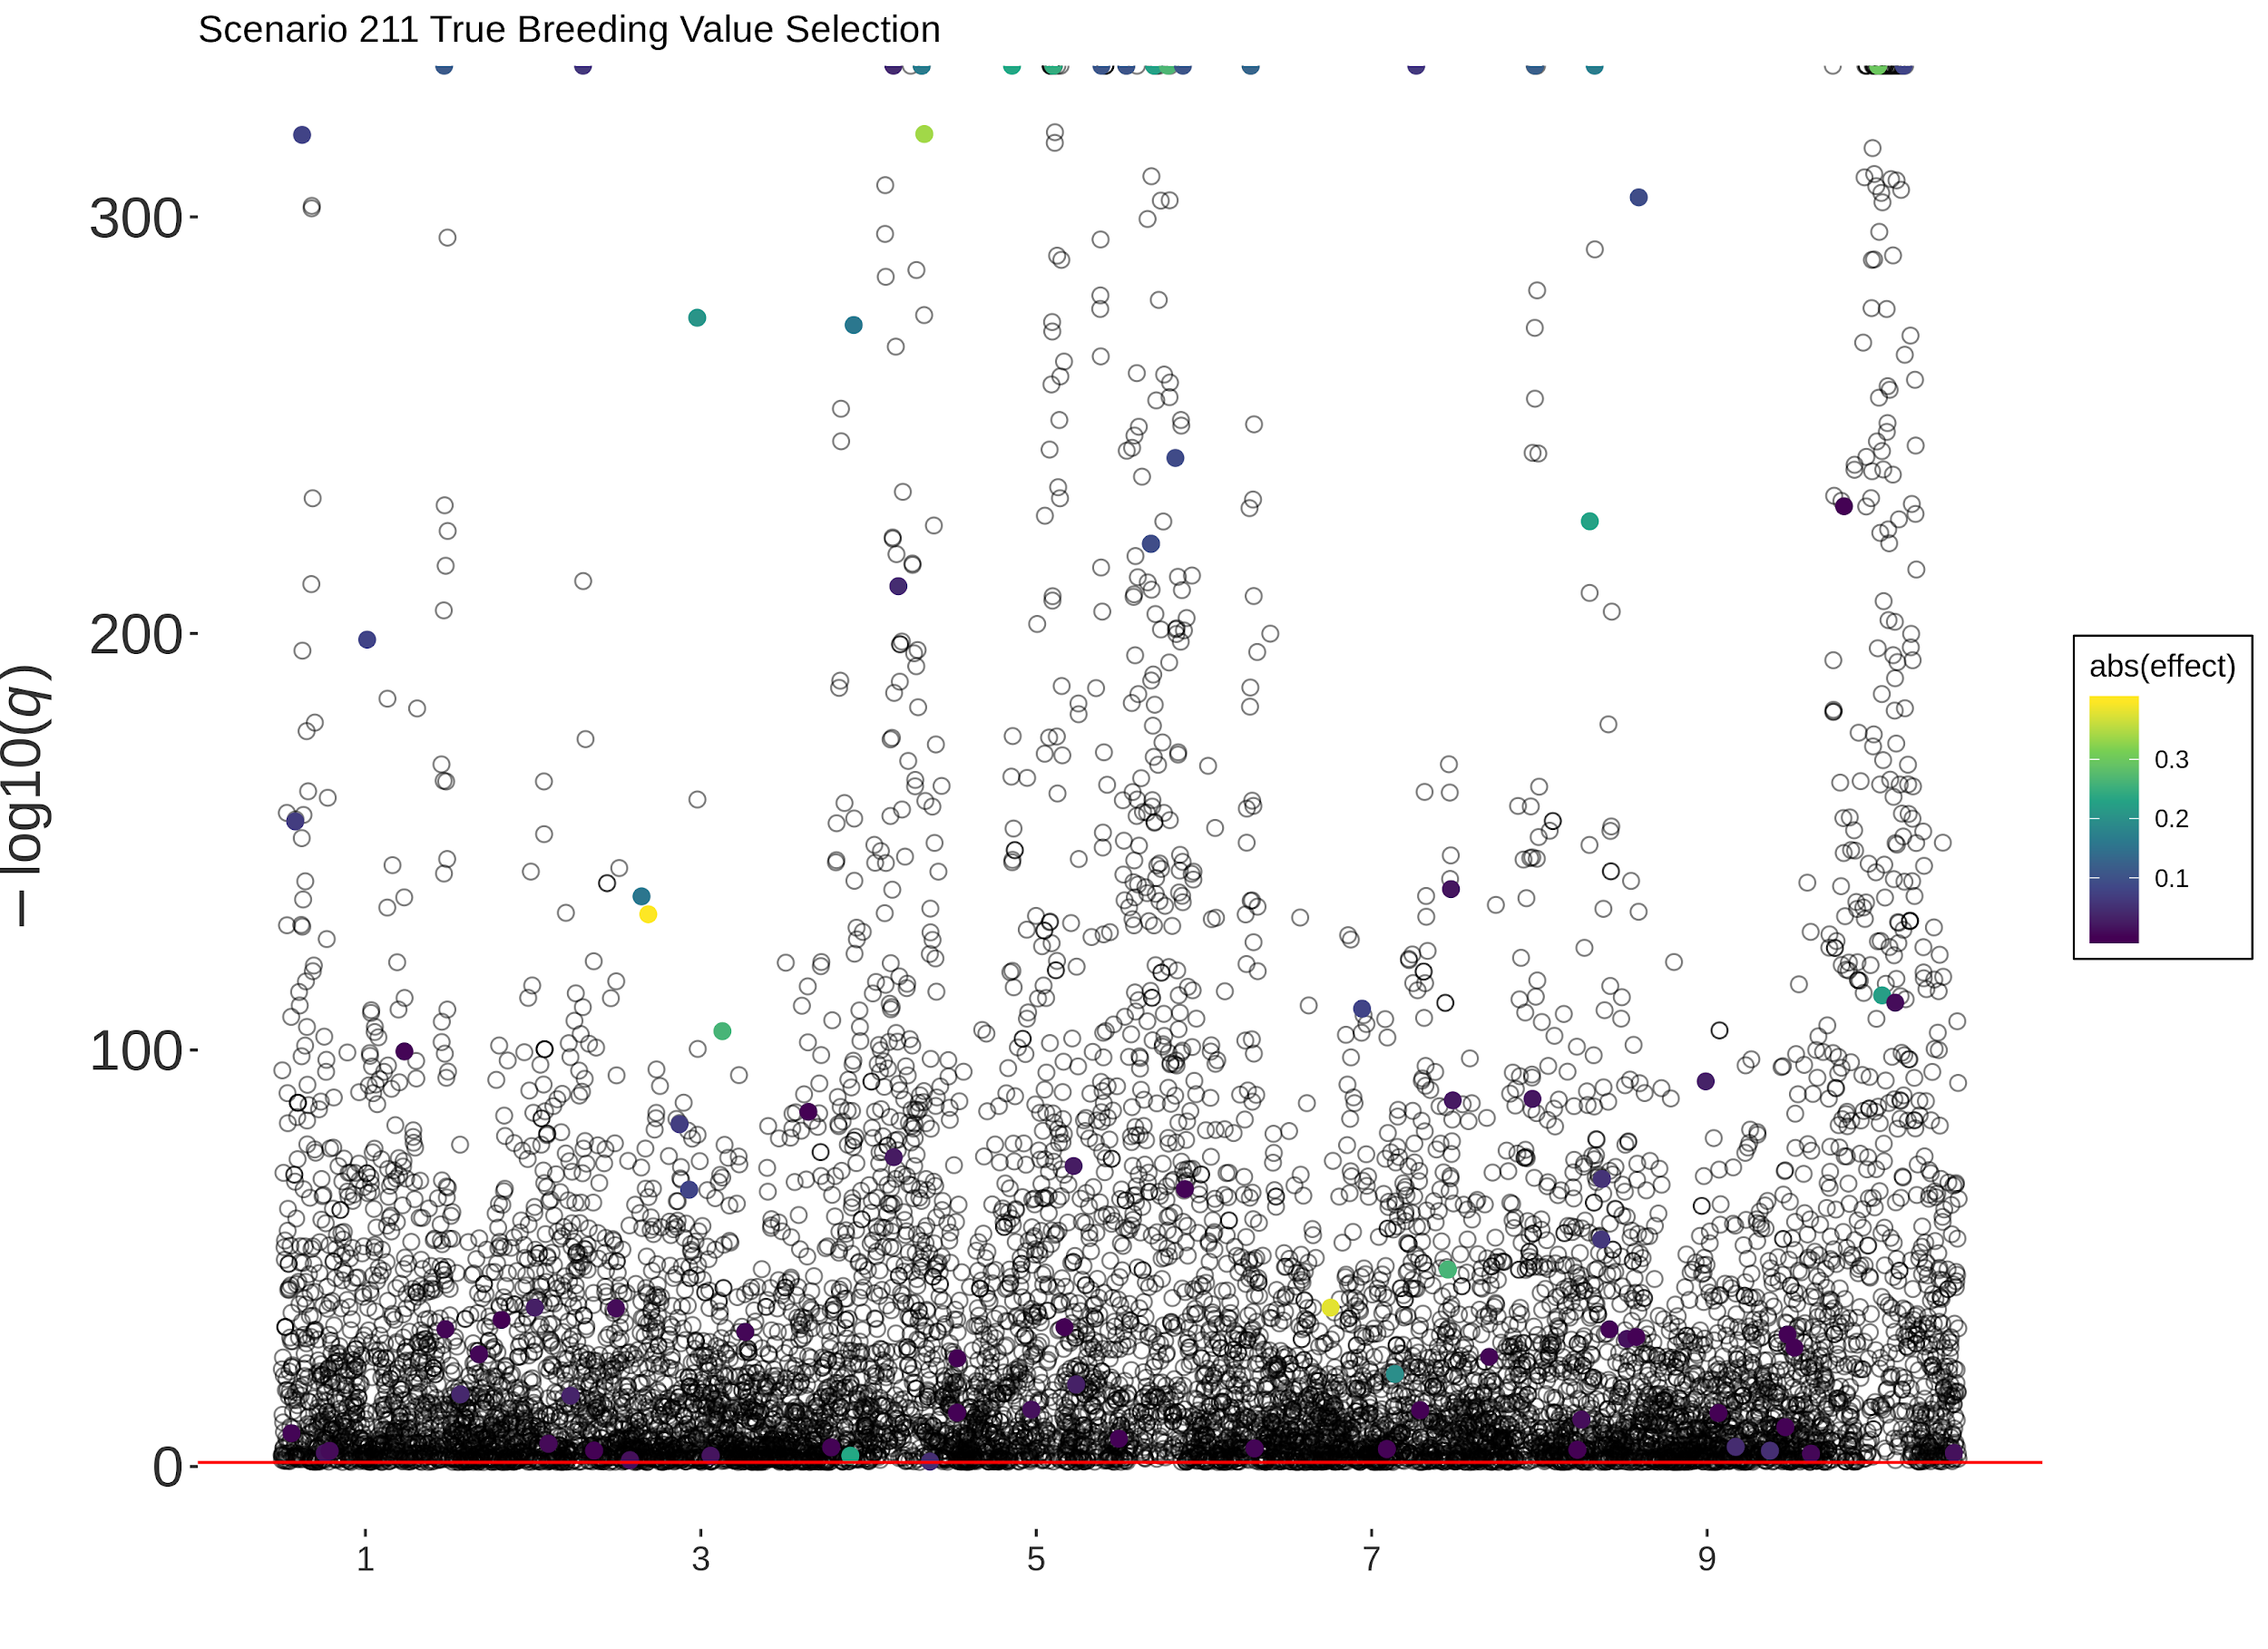 Scenario 211 True Breeding Value Selection
− log10(q)
300
200
100
0
1 3 5 7 9
abs(effect)
0.3
0.2
0.1